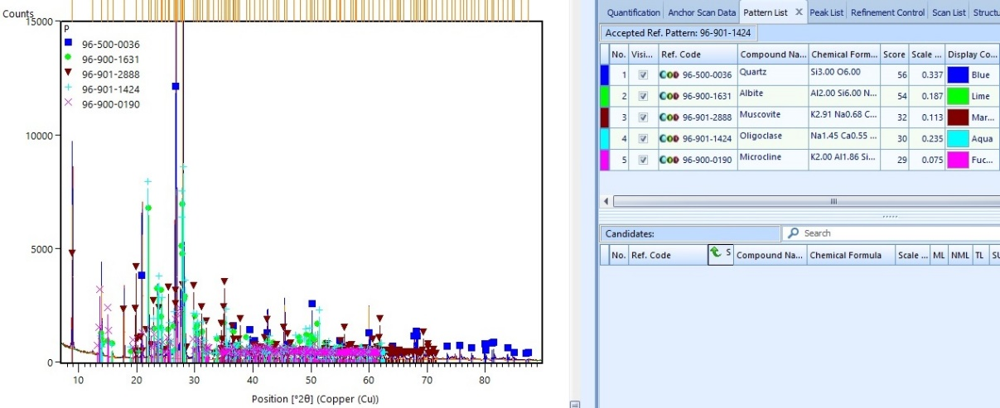 Counts
15000
10000
5000
0
P
96-500-0036
96-900-1631
96-901-2888
96-901-1424
96-900-0190
10 20 30 40 50 60 70 80
Position [°2θ] (Copper (Cu))
Quantification Anchor Scan Data Pattern List X Peak List Refinement Control Scan List Structu
Accepted Ref. Pattern: 96-901-1424
No. Visi... Ref. Code Compound Na... Chemical Form... Score Scale ... Display Co...
1 COD 96-500-0036 Quartz Si3.00 O6.00 56 0.337 Blue
2 COD 96-900-1631 Albite Al2.00 Si6.00 N... 54 0.187 Lime
3 COD 96-901-2888 Muscovite K2.91 Na0.68 C... 32 0.113 Mar...
4 COD 96-901-1424 Oligoclase Na1.45 Ca0.55 ... 30 0.235 Aqua
5 COD 96-900-0190 Microcline K2.00 Al1.86 Si... 29 0.075 Fuc...
Candidates: Search
No. Ref. Code S Compound Na... Chemical Formula Scale ... ML NML TL SU